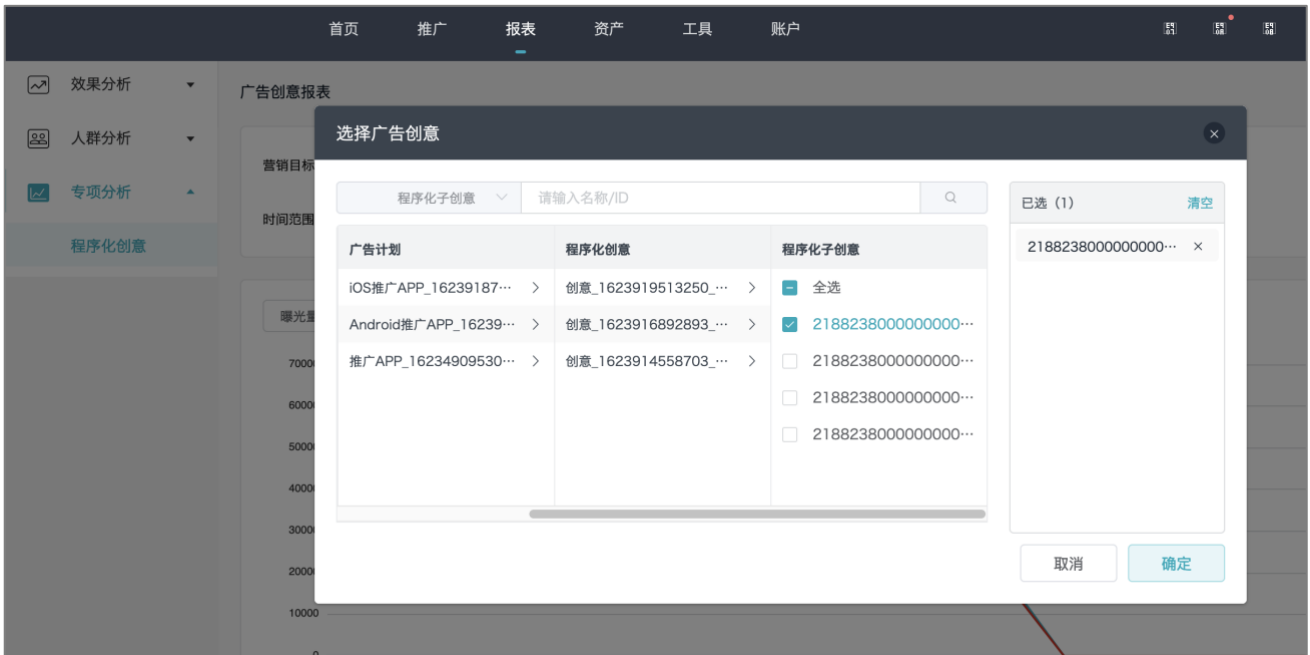 首页 推广 报表 资产 工具 账户
效果分析
人群分析
专项分析
程序化创意
广告创意报表
营销目标
时间范围
曝光量
70000
60000
50000
40000
30000
20000
10000
0
选择广告创意
程序化子创意 请输入名称/ID
广告计划 程序化创意 程序化子创意
iOS推广APP_16239187··· 创意_1623919513250_··· 全选
Android推广APP_16239··· 创意_1623916892893_··· 2188238000000000···
推广APP_16234909530··· 创意_1623914558703_··· 2188238000000000···
2188238000000000···
2188238000000000···
已选（1） 清空
2188238000000000···
取消 确定